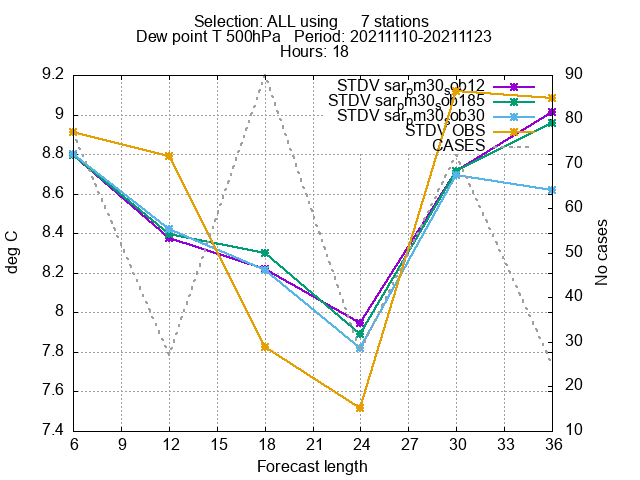 Selection: ALL using 7 stations
Dew point T 500hPa Period: 20211110-20211123
Hours: 18
STDV sar_pm30_sob12
STDV sar_pm30_sob185
STDV sar_pm30_sob30
STDV OBS
CASES
9.2
9
8.8
8.6
8.4
8.2
8
7.8
7.6
7.4
deg C
90
80
70
60
50
40
30
20
10
No cases
6 9 12 15 18 21 24 27 30 33 36
Forecast length